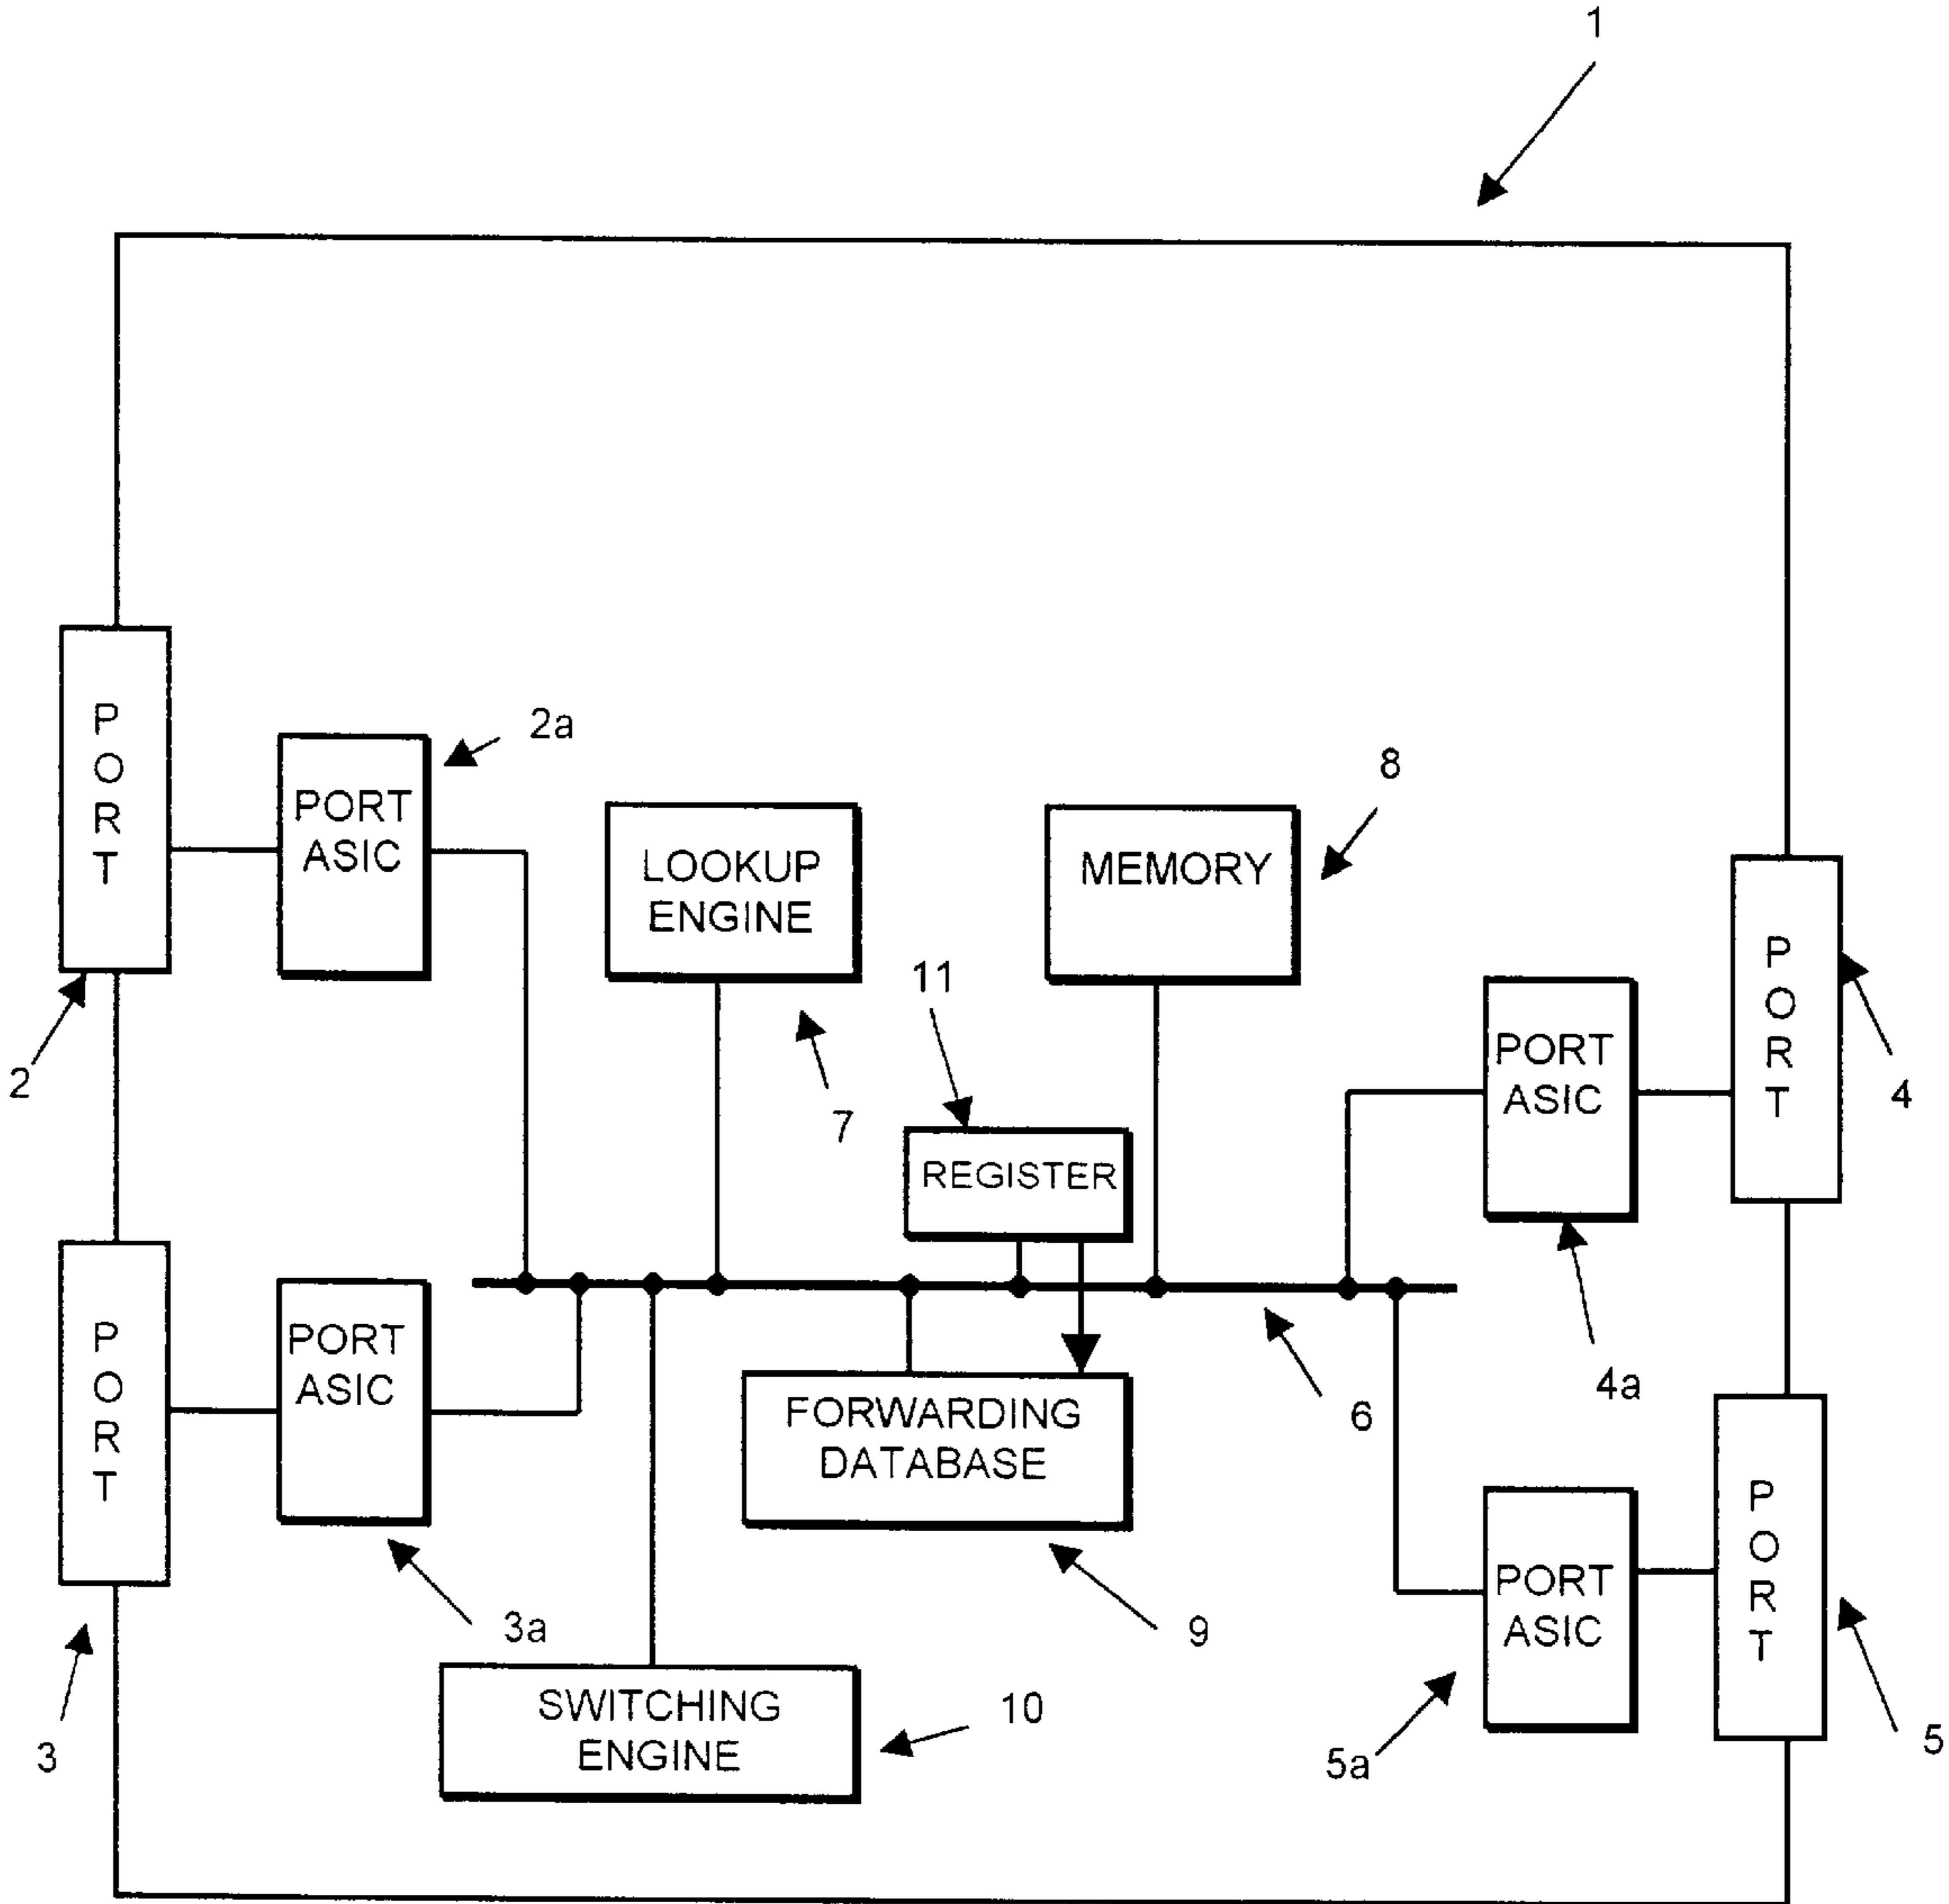 1
PORT
2
PORT
ASIC
2a
LOOKUP
ENGINE
7
MEMORY
8
11
REGISTER
PORT
4
PORT
ASIC
4a
6
PORT
3
PORT
ASIC
3a
FORWARDING
DATABASE
9
SWITCHING
ENGINE
10
PORT
ASIC
5a
PORT
5